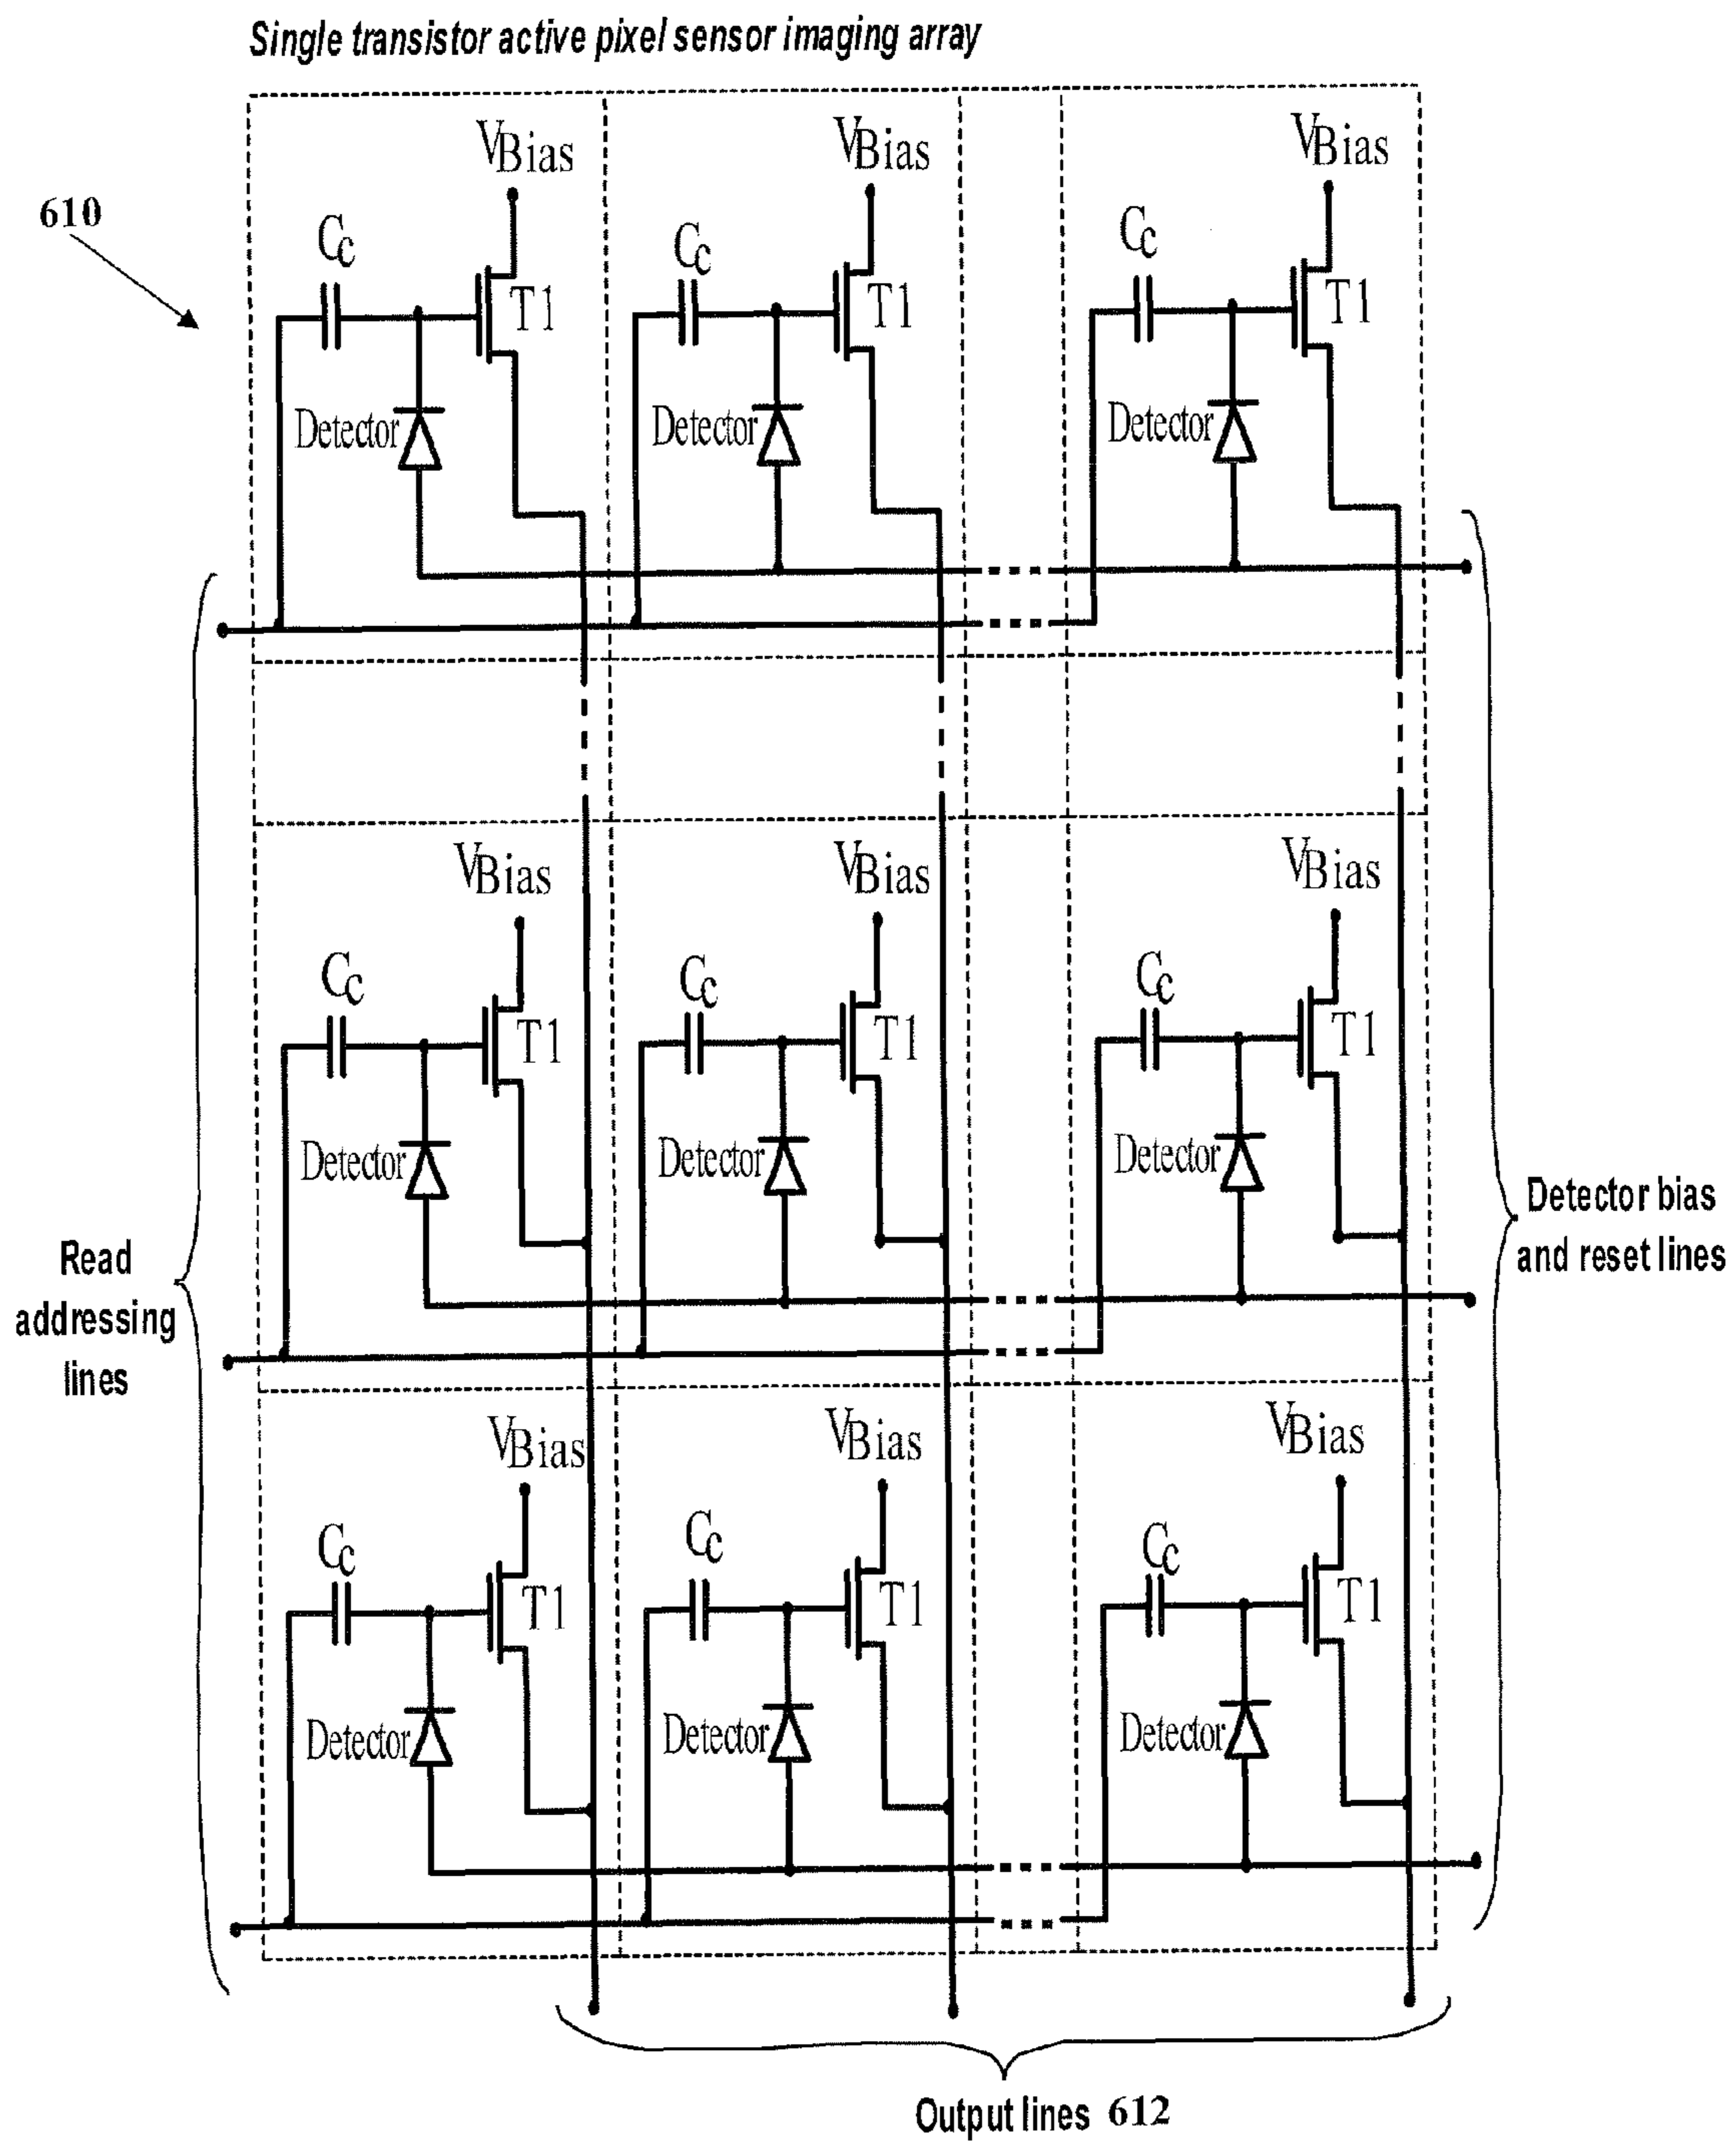 Single transistor active pixel sensor imaging array
610
VBias VBias VBias
Cc Cc Cc
T1 T1 T1
Detector Detector Detector
VBias VBias VBias
Cc Cc Cc
T1 T1 T1
Detector Detector Detector
Read
addressing
lines
Detector bias
and reset lines
VBias VBias VBias
Cc Cc Cc
T1 T1 T1
Detector Detector Detector
Output lines 612